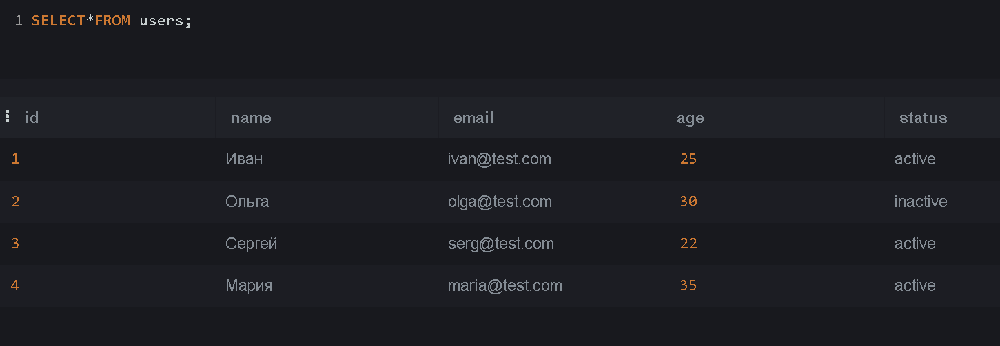 1 SELECT*FROM users;
id name email age status
1 Иван ivan@test.com 25 active
2 Ольга olga@test.com 30 inactive
3 Сергей serg@test.com 22 active
4 Мария maria@test.com 35 active